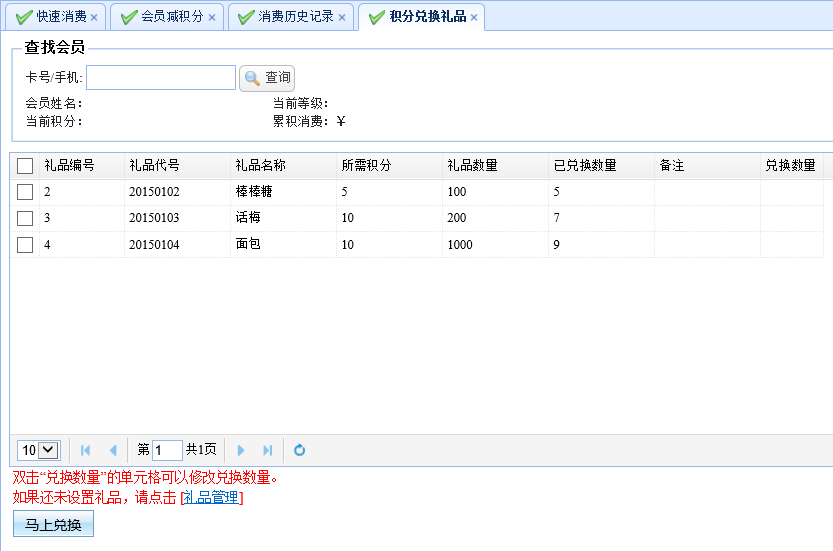 快速消费 会员减积分 消费历史记录 积分兑换礼品
查找会员
卡号/手机: 查询
会员姓名: 当前等级:
当前积分: 累积消费: ¥
礼品编号 礼品代号 礼品名称 所需积分 礼品数量 已兑换数量 备注 兑换数量
2 20150102 棒棒糖 5 100 5
3 20150103 话梅 10 200 7
4 20150104 面包 10 1000 9
10 第 1 共1页
双击“兑换数量”的单元格可以修改兑换数量。
如果还未设置礼品，请点击 [礼品管理]
马上兑换